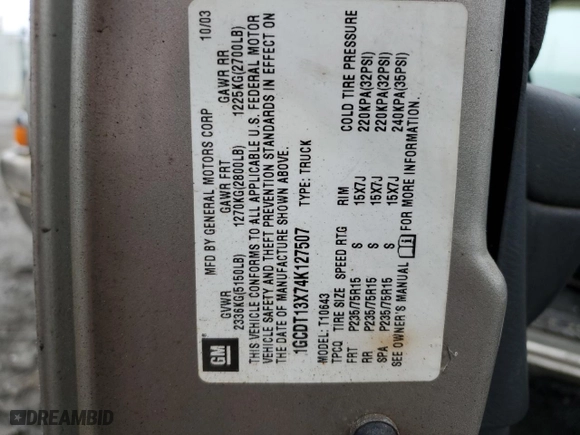 MFD BY GENERAL MOTORS CORP 10/03
GVWR GAWR FRT GAWR RR
2336KG(5150LB) 1270KG(2800LB) 1225KG(2700LB)
THIS VEHICLE CONFORMS TO ALL APPLICABLE U.S. FEDERAL MOTOR
VEHICLE SAFETY AND THEFT PREVENTION STANDARDS IN EFFECT ON
THE DATE OF MANUFACTURE SHOWN ABOVE.
1GCDT13X74K127507 TYPE: TRUCK
MODEL: T10643
TPCQ TIRE SIZE SPEED RTG RIM COLD TIRE PRESSURE
FRT P235/75R15 S 15X7J 220KPA(32PSI)
RR P235/75R15 S 15X7J 220KPA(32PSI)
SPA P235/75R15 S 15X7J 240KPA(35PSI)
SEE OWNER'S MANUAL FOR MORE INFORMATION.
GM
DREAMBID